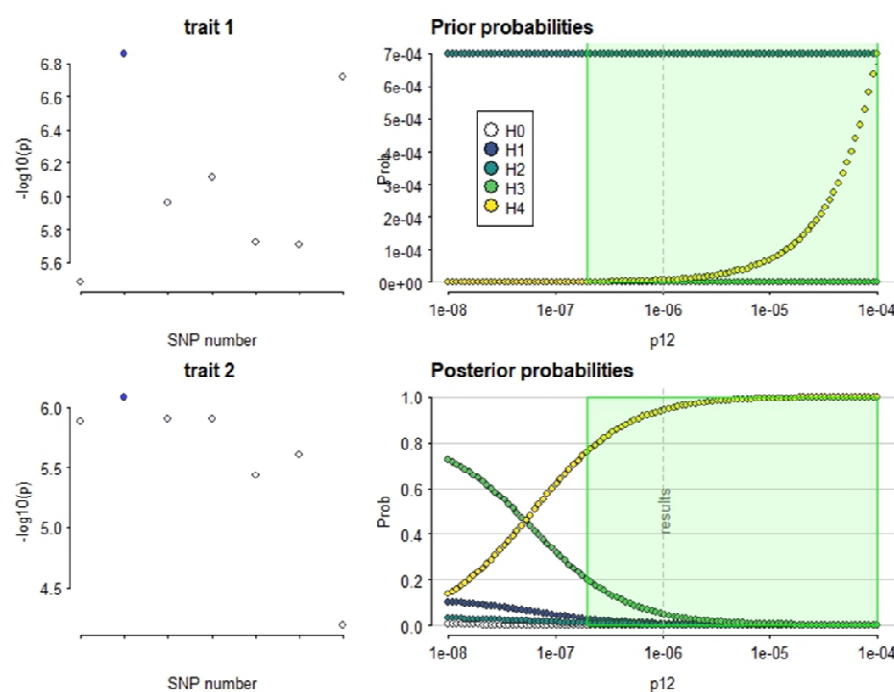 trait 1
-log10(p)
6.8
6.6
6.4
6.2
6.0
5.8
5.6
SNP number
Prior probabilities
Prob
7e-04
6e-04
5e-04
4e-04
3e-04
2e-04
1e-04
0e+00
H0
H1
H2
H3
H4
1e-08 1e-07 1e-06 1e-05 1e-04
p12
trait 2
-log10(p)
6.0
5.5
5.0
4.5
SNP number
Posterior probabilities
Prob
1.0
0.8
0.6
0.4
0.2
0.0
results
1e-08 1e-07 1e-06 1e-05 1e-04
p12